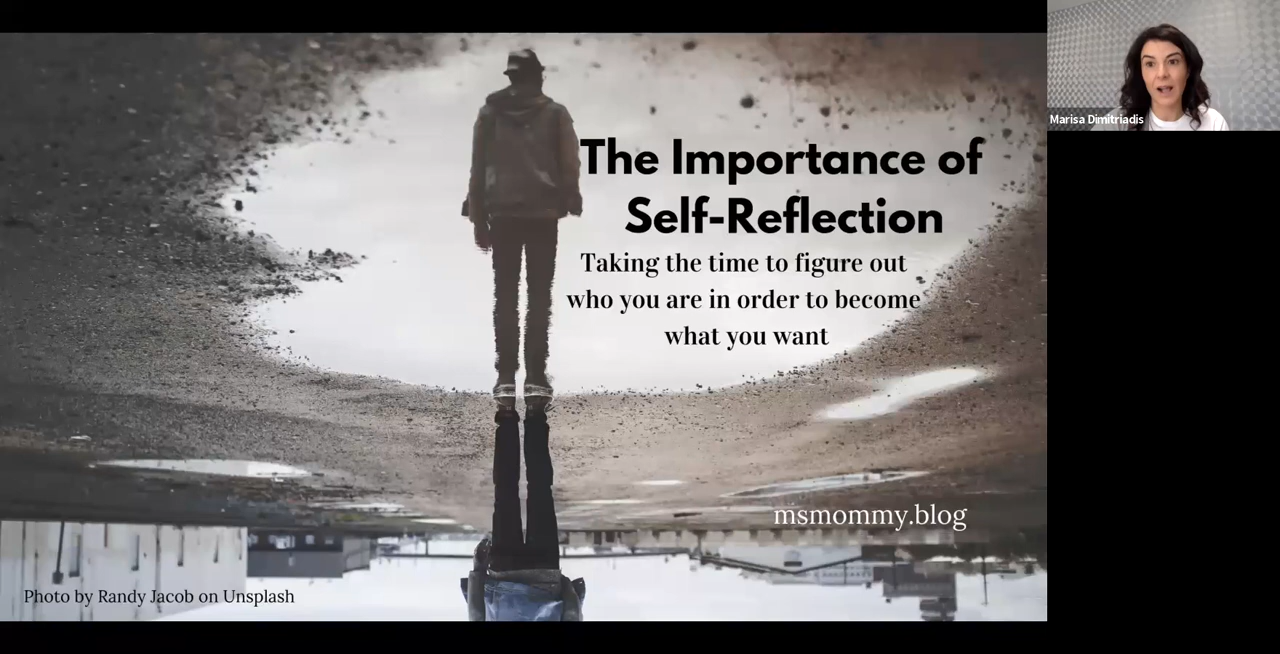 Marisa Dimitriadis
The Importance of
Self-Reflection
Taking the time to figure out
who you are in order to become
what you want
msmommy.blog
Photo by Randy Jacob on Unsplash